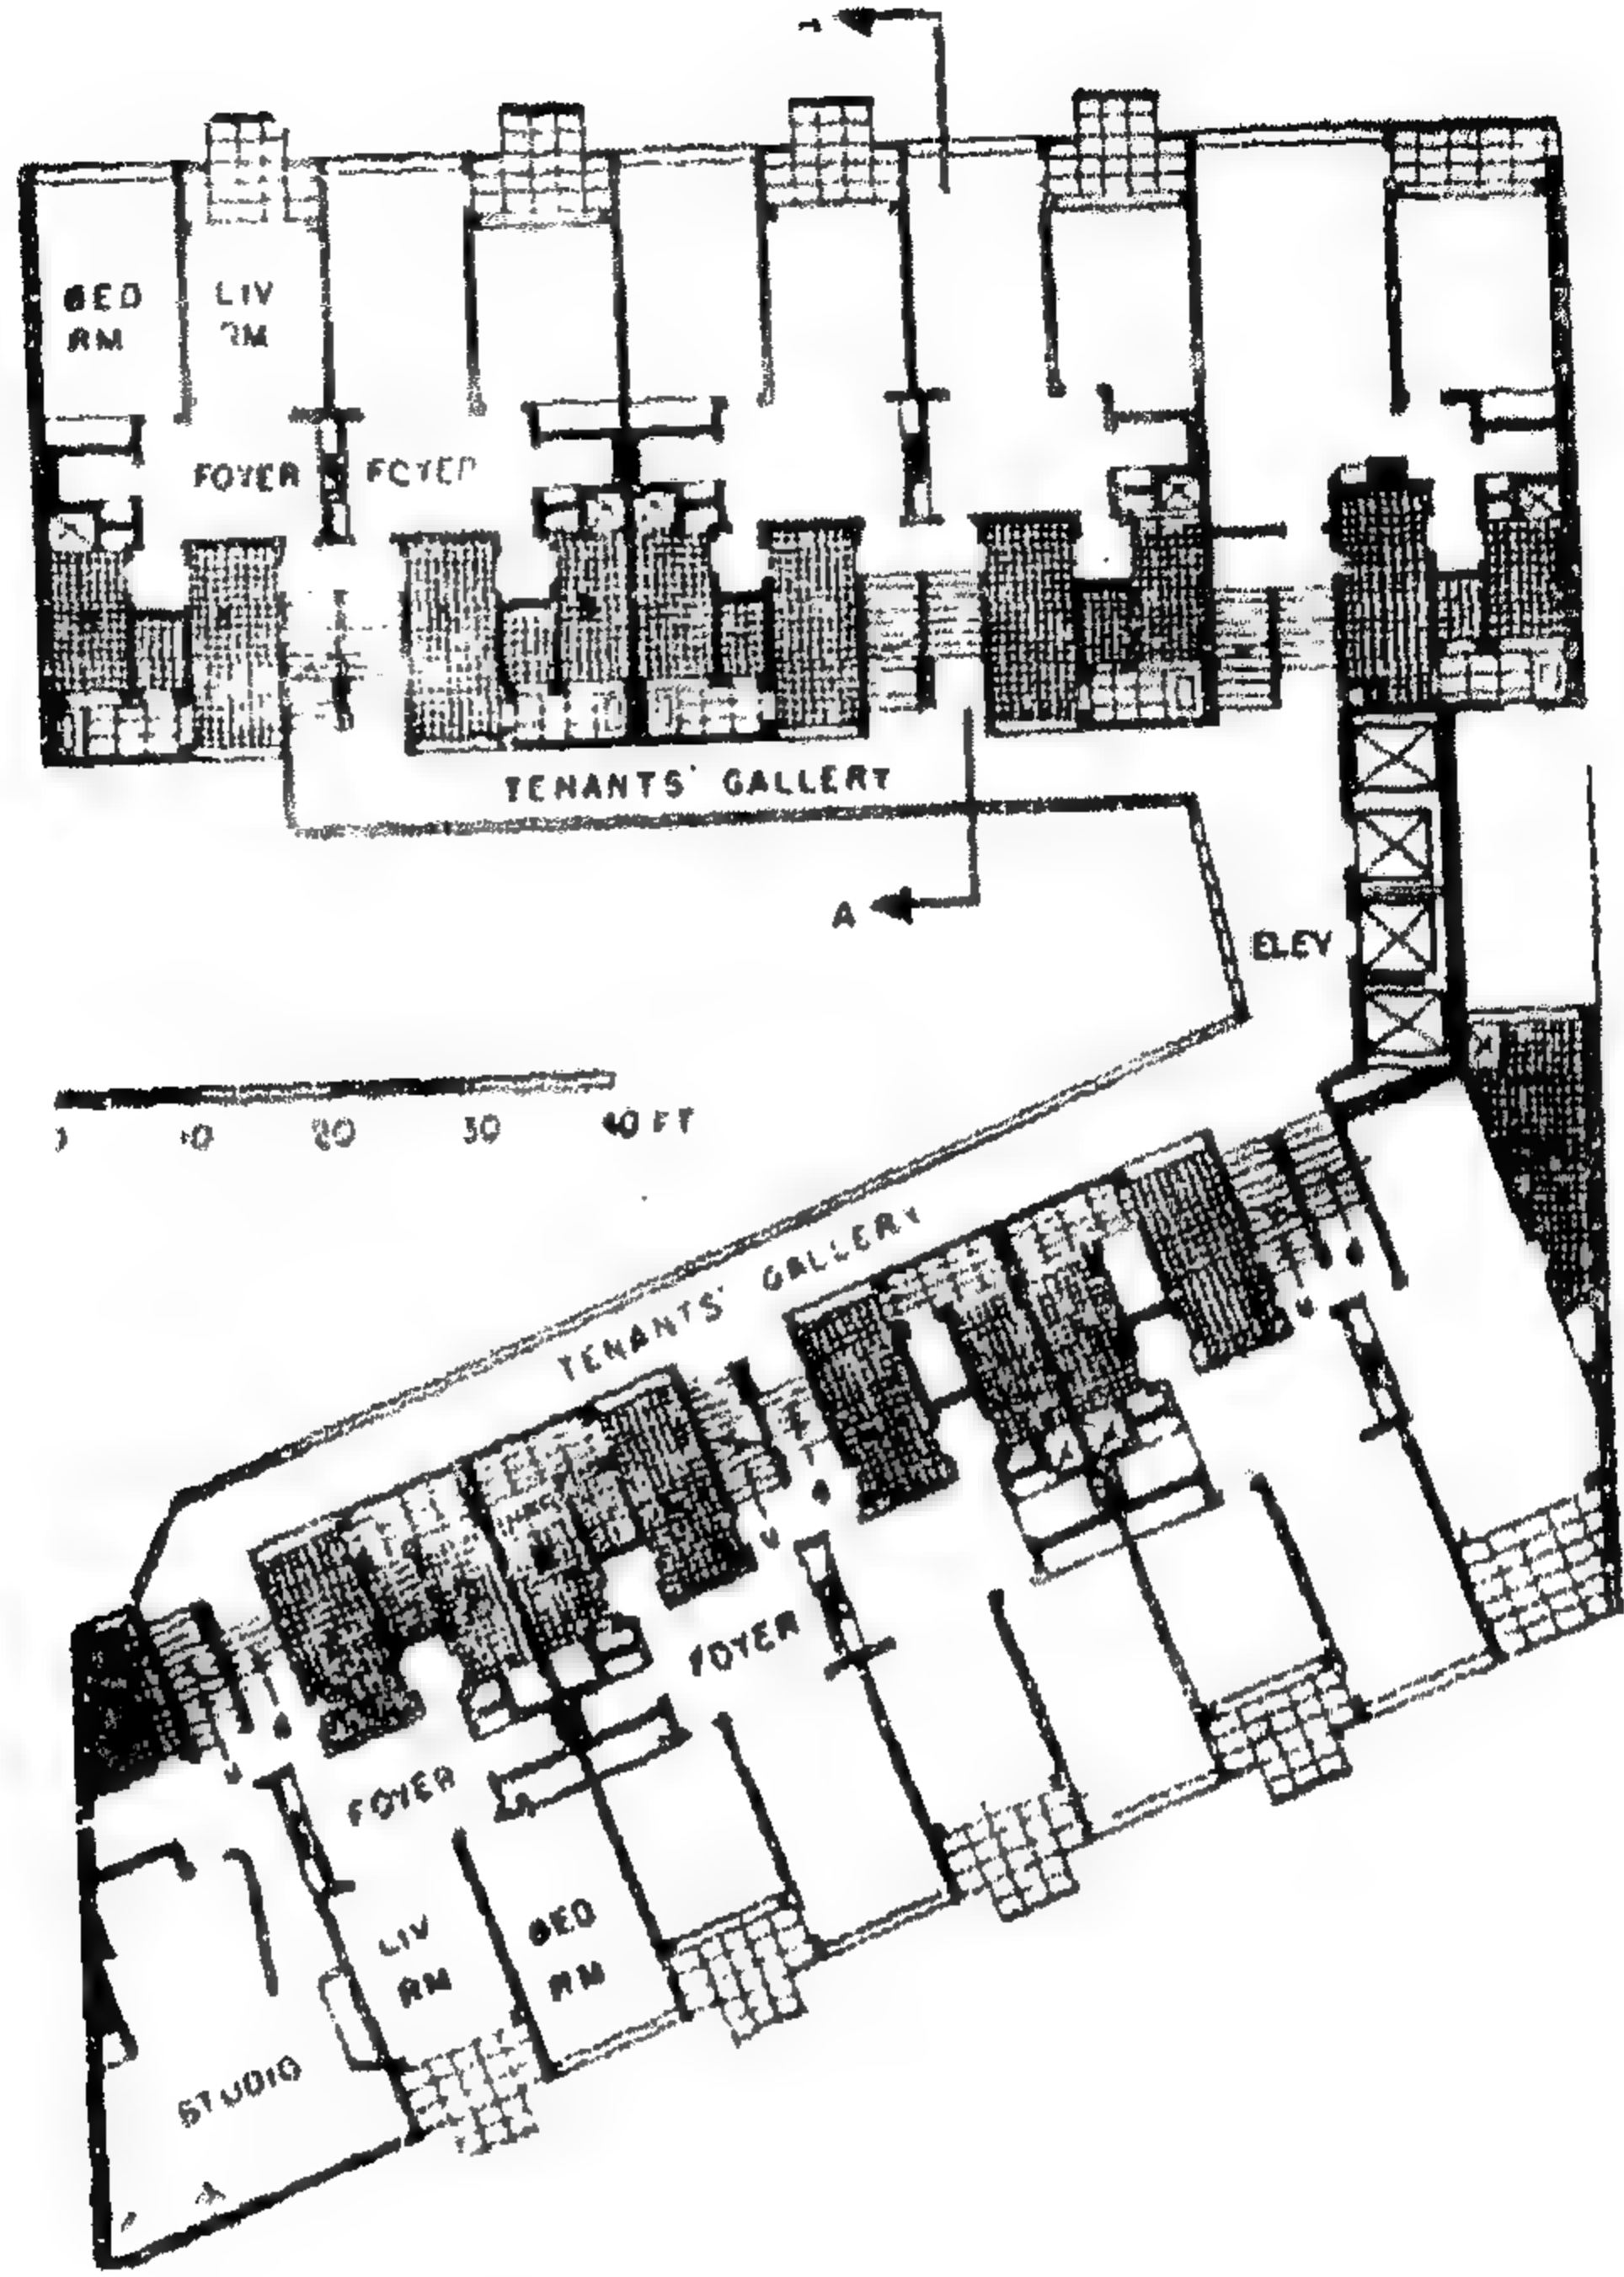 BED
RM
LIV
RM
FOYER
FOYER
TENANTS' GALLERY
A
ELEV
10 20 30 40 FT
TENANTS' GALLERY
FOYER
FOYER
LIV
RM
BED
RM
STUDIO